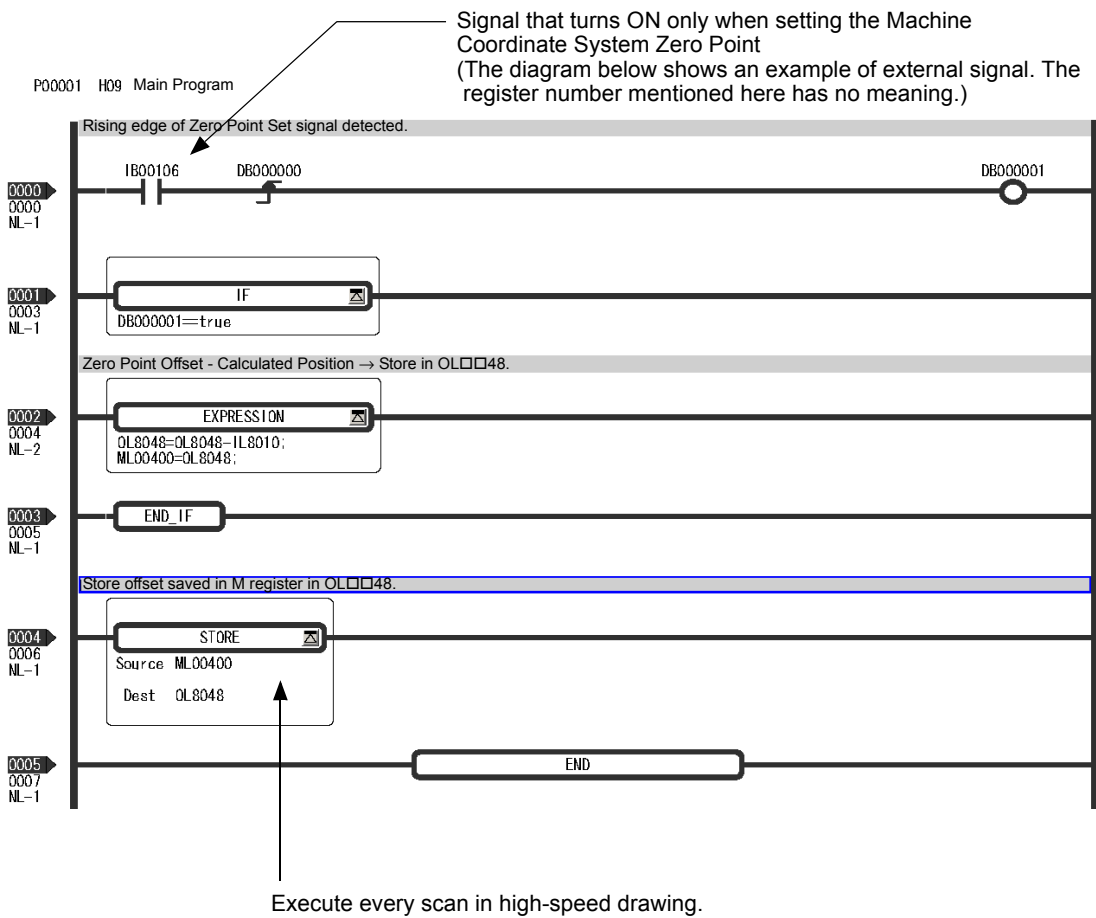 Signal that turns ON only when setting the Machine
Coordinate System Zero Point
(The diagram below shows an example of external signal. The
register number mentioned here has no meaning.)
P00001 H09 Main Program
Rising edge of Zero Point Set signal detected.
IB00106 DB000000 DB000001
0000
0000
NL-1
0001
0003
NL-1
IF
DB000001==true
Zero Point Offset - Calculated Position → Store in OL□□48.
0002
0004
NL-2
EXPRESSION
OL8048=OL8048-IL8010;
ML00400=OL8048;
0003
0005
NL-1
END_IF
Store offset saved in M register in OL□□48.
0004
0006
NL-1
STORE
Source ML00400
Dest OL8048
0005
0007
NL-1
END
Execute every scan in high-speed drawing.